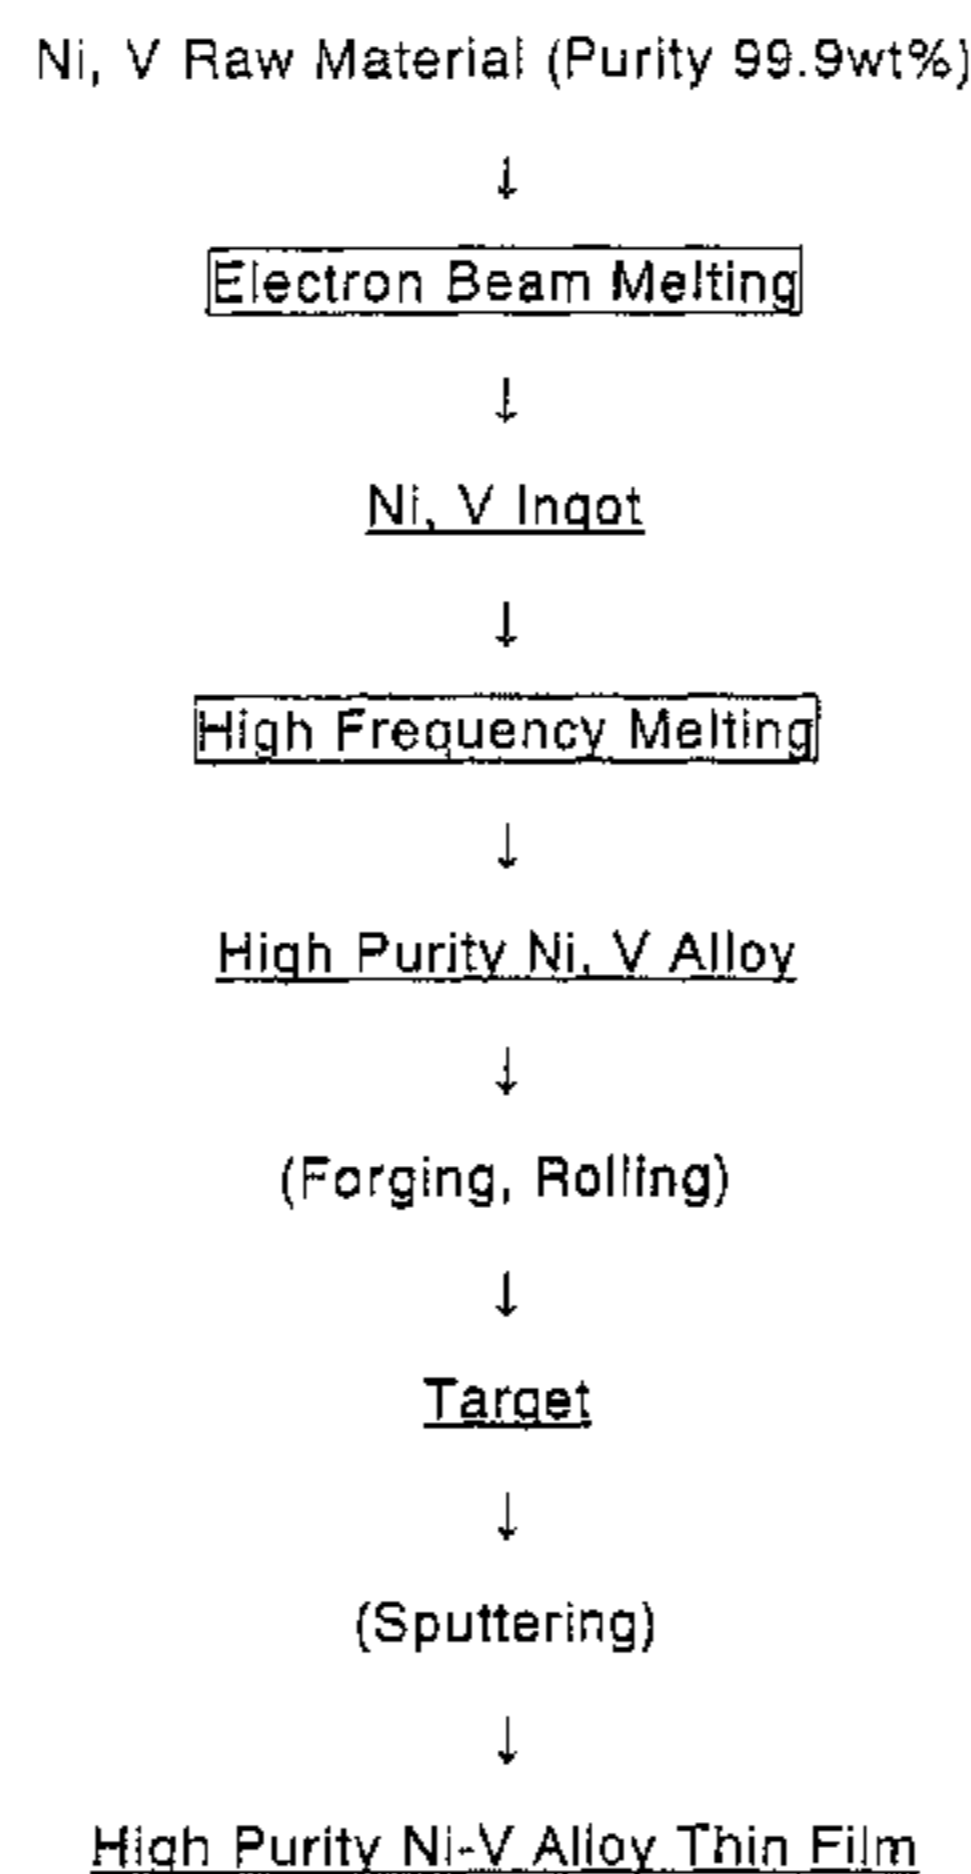 Ni, V Raw Material (Purity 99.9wt%)
↓
Electron Beam Melting
↓
Ni, V Ingot
↓
High Frequency Melting
↓
High Purity Ni, V Alloy
↓
(Forging, Rolling)
↓
Target
↓
(Sputtering)
↓
High Purity Ni-V Alloy Thin Film